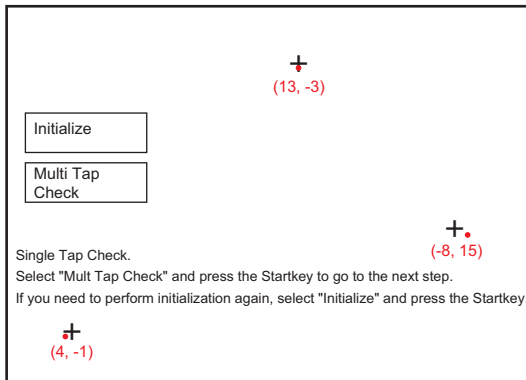 (13, -3)
Initialize
Multi Tap
Check
(-8, 15)
Single Tap Check.
Select "Mult Tap Check" and press the Startkey to go to the next step.
If you need to perform initialization again, select "Initialize" and press the Startkey.
(4, -1)